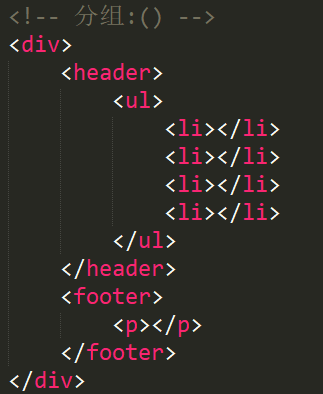 <!-- 分组:() -->
<div>
    <header>
        <ul>
            <li></li>
            <li></li>
            <li></li>
            <li></li>
        </ul>
    </header>
    <footer>
        <p></p>
    </footer>
</div>